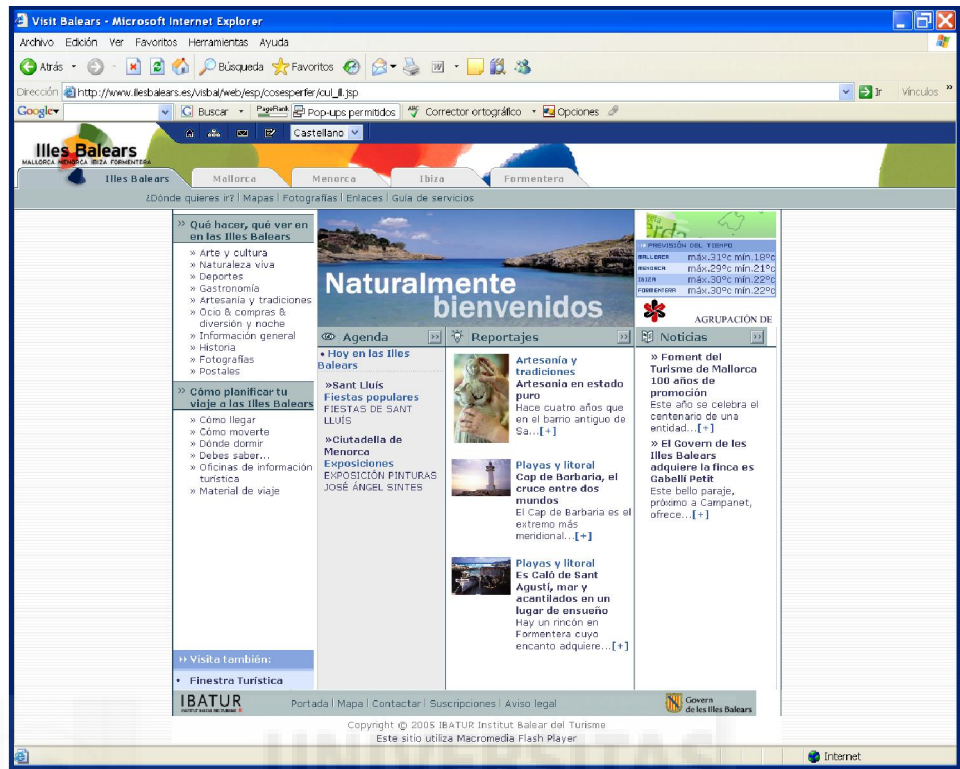 Visit Balears - Microsoft Internet Explorer
Archivo Edición Ver Favoritos Herramientas Ayuda
Atrás Búsqueda Favoritos
Dirección http://www.illesbalears.es/visbal/web/esp/cosesperfer/cul_ill.jsp Ir Vínculos »
Google Buscar PageRank Pop-ups permitidos Corrector ortográfico Opciones
Castellano
Illes Balears
MALLORCA MENORCA IBIZA FORMENTERA
Illes Balears Mallorca Menorca Ibiza Formentera
¿Dónde quieres ir? | Mapas | Fotografías | Enlaces | Guía de servicios
» Qué hacer, qué ver en
en las Illes Balears
» Arte y cultura
» Naturaleza viva
» Deportes
» Gastronomía
» Artesanía y tradiciones
» Ocio & compras &
diversión y noche
» Información general
» Historia
» Fotografías
» Postales
» Cómo planificar tu
viaje a las Illes Balears
» Cómo llegar
» Cómo moverte
» Dónde dormir
» Debes saber...
» Oficinas de información
turística
» Material de viaje
» Visita también:
• Finestra Turística
Naturalmente
bienvenidos
» PREVISIÓN DEL TIEMPO
MALLORCA máx.31ºc mín.18ºc
MENORCA máx.29ºc mín.21ºc
IBIZA máx.30ºc mín.22ºc
FORMENTERA máx.30ºc mín.22ºc
AGRUPACIÓN DE
Agenda »
• Hoy en las Illes
Balears
»Sant Lluís
Fiestas populares
FIESTAS DE SANT
LLUÍS
»Ciutadella de
Menorca
Exposiciones
EXPOSICIÓN PINTURAS
JOSÉ ÁNGEL SINTES
Reportajes »
Artesanía y
tradiciones
Artesania en estado
puro
Hace cuatro años que
en el barrio antiguo de
Sa...[+]
Playas y litoral
Cap de Barbaria, el
cruce entre dos
mundos
El Cap de Barbaria es el
extremo más
meridional...[+]
Playas y litoral
Es Caló de Sant
Agustí, mar y
acantilados en un
lugar de ensueño
Hay un rincón en
Formentera cuyo
encanto adquiere...[+]
Noticias »
» Foment del
Turisme de Mallorca
100 años de
promoción
Este año se celebra el
centenario de una
entidad...[+]
» El Govern de les
Illes Balears
adquiere la finca es
Gabellí Petit
Este bello paraje,
próximo a Campanet,
ofrece...[+]
IBATUR
Portada | Mapa | Contactar | Suscripciones | Aviso legal
Govern
de les Illes Balears
Copyright © 2005 IBATUR Institut Balear del Turisme
Este sitio utiliza Macromedia Flash Player
UNIVERSITAS
Internet